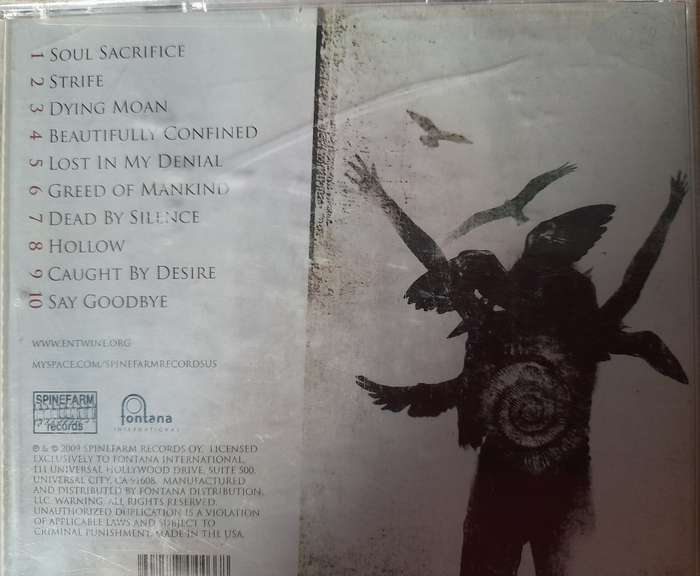 1 SOUL SACRIFICE
2 STRIFE
3 DYING MOAN
4 BEAUTIFULLY CONFINED
5 LOST IN MY DENIAL
6 GREED OF MANKIND
7 DEAD BY SILENCE
8 HOLLOW
9 CAUGHT BY DESIRE
10 SAY GOODBYE
WWW.ENTWINE.ORG
MYSPACE.COM/SPINEFARMRECORDSUS
SPINEFARM
records
fontana
INTERNATIONAL
℗ & © 2009 SPINEFARM RECORDS OY. LICENSED
EXCLUSIVELY TO FONTANA INTERNATIONAL,
111 UNIVERSAL HOLLYWOOD DRIVE, SUITE 500,
UNIVERSAL CITY, CA 91608. MANUFACTURED
AND DISTRIBUTED BY FONTANA DISTRIBUTION,
LLC. WARNING: ALL RIGHTS RESERVED.
UNAUTHORIZED DUPLICATION IS A VIOLATION
OF APPLICABLE LAWS AND SUBJECT TO
CRIMINAL PUNISHMENT. MADE IN THE USA.